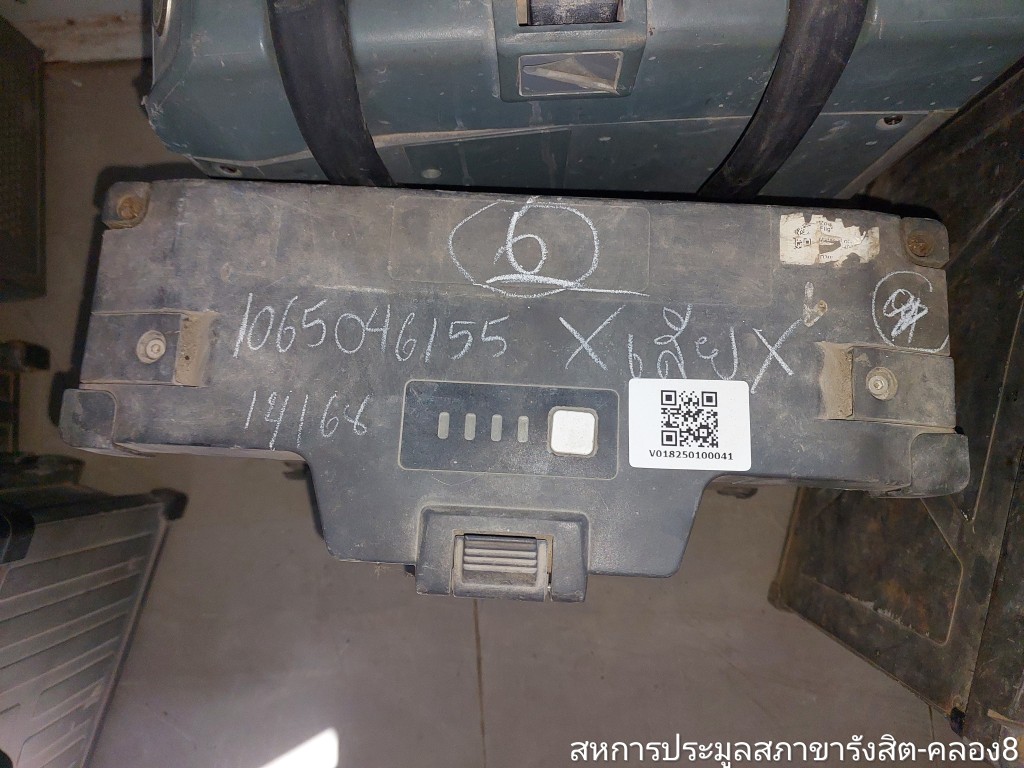 6
1065046155 X เสีย X
14168
V018250100041
สหการประมูลสภาขารังสิต-คลอง8